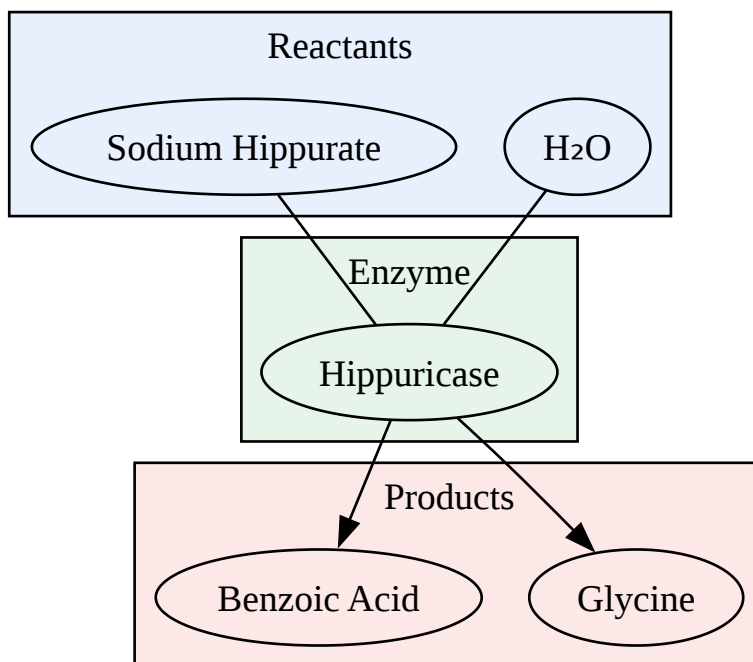 Reactants
Sodium Hippurate
H₂O
Enzyme
Hippuricase
Products
Benzoic Acid
Glycine